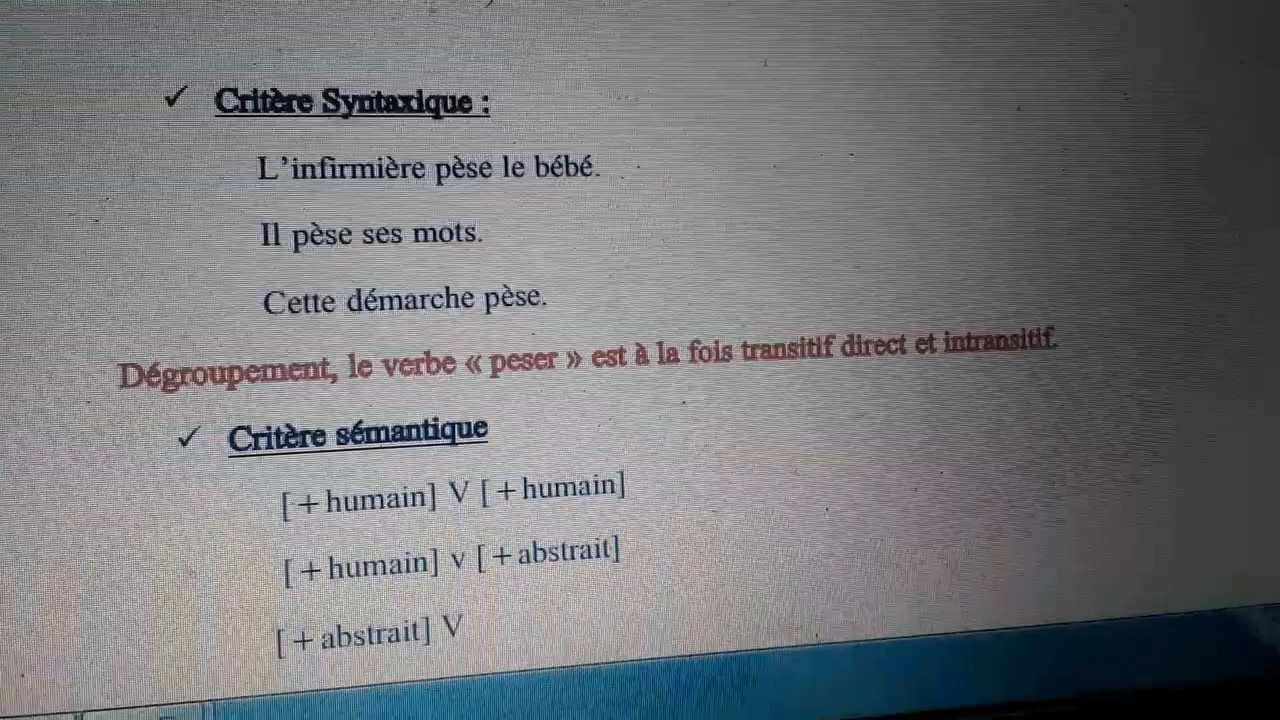 ✓ Critère Syntaxique :
L'infirmière pèse le bébé.
Il pèse ses mots.
Cette démarche pèse.
Dégroupement, le verbe « peser » est à la fois transitif direct et intransitif.
✓ Critère sémantique
[+humain] V [+humain]
[+humain] v [+abstrait]
[+abstrait] V